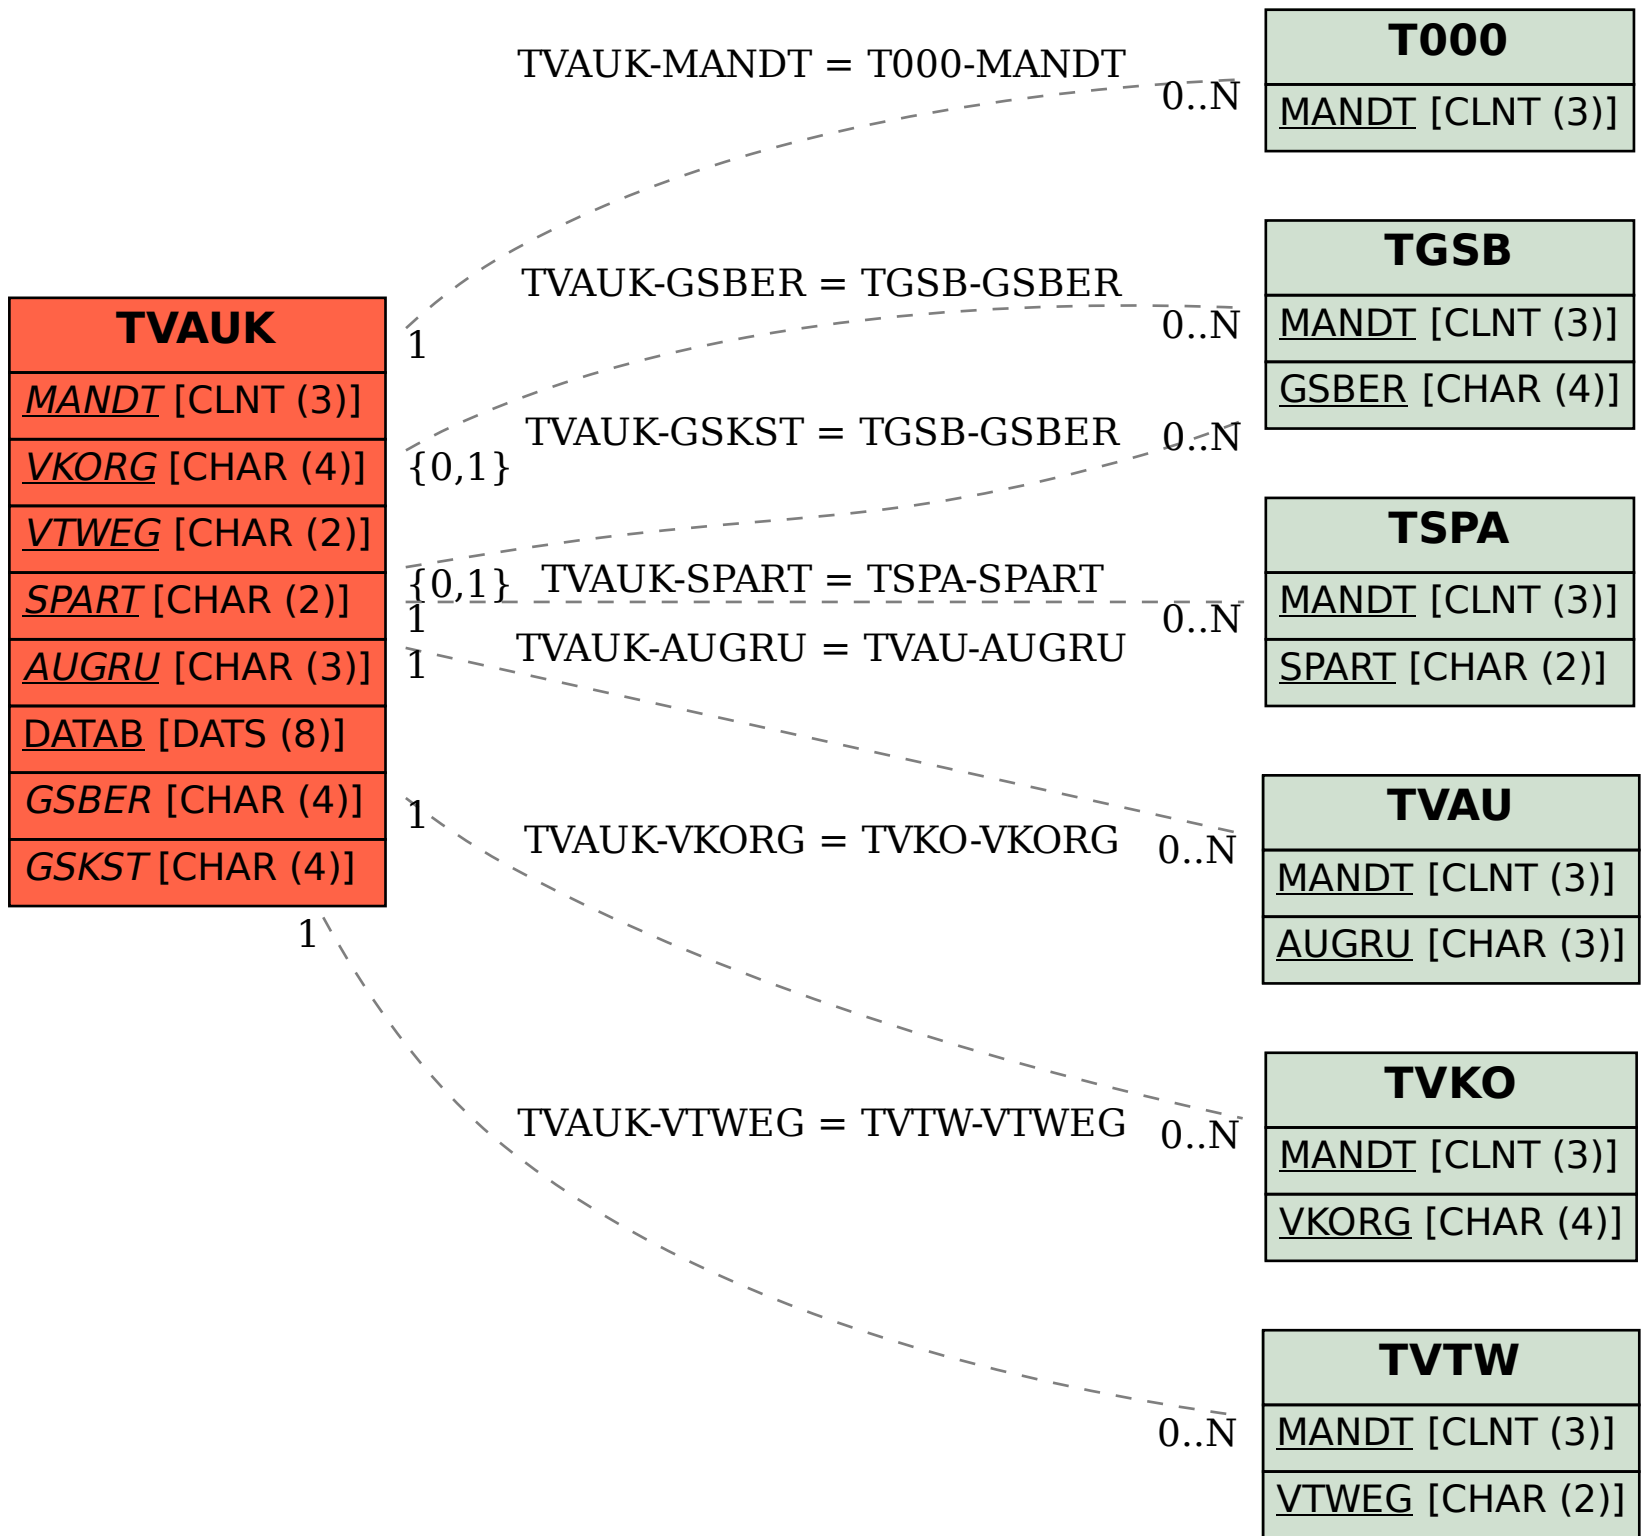 TVAUK
MANDT [CLNT (3)]
VKORG [CHAR (4)]
VTWEG [CHAR (2)]
SPART [CHAR (2)]
AUGRU [CHAR (3)]
DATAB [DATS (8)]
GSBER [CHAR (4)]
GSKST [CHAR (4)]
TVAUK-MANDT = T000-MANDT
0..N
1
TVAUK-GSBER = TGSB-GSBER
0..N
{0,1}
TVAUK-GSKST = TGSB-GSBER
0..N
{0,1}
TVAUK-SPART = TSPA-SPART
0..N
1
TVAUK-AUGRU = TVAU-AUGRU
1
0..N
1
TVAUK-VKORG = TVKO-VKORG
0..N
1
TVAUK-VTWEG = TVTW-VTWEG
0..N
T000
MANDT [CLNT (3)]
TGSB
MANDT [CLNT (3)]
GSBER [CHAR (4)]
TSPA
MANDT [CLNT (3)]
SPART [CHAR (2)]
TVAU
MANDT [CLNT (3)]
AUGRU [CHAR (3)]
TVKO
MANDT [CLNT (3)]
VKORG [CHAR (4)]
TVTW
MANDT [CLNT (3)]
VTWEG [CHAR (2)]